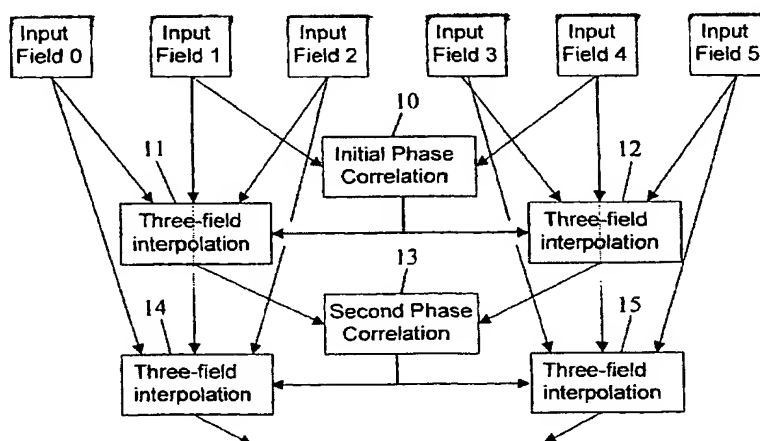 Input
Field 0
Input
Field 1
Input
Field 2
Input
Field 3
Input
Field 4
Input
Field 5
10
Initial Phase
Correlation
11
Three-field
interpolation
12
Three-field
interpolation
13
Second Phase
Correlation
14
Three-field
interpolation
15
Three-field
interpolation